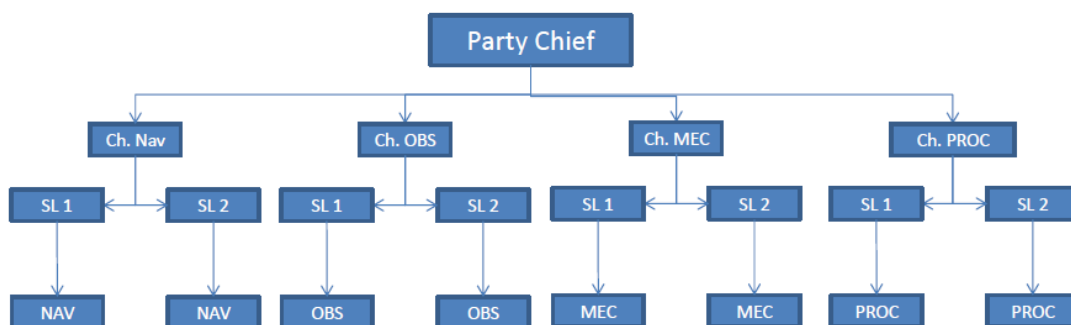 Party Chief
Ch. Nav
Ch. OBS
Ch. MEC
Ch. PROC
SL 1
SL 2
SL 1
SL 2
SL 1
SL 2
SL 1
SL 2
NAV
NAV
OBS
OBS
MEC
MEC
PROC
PROC